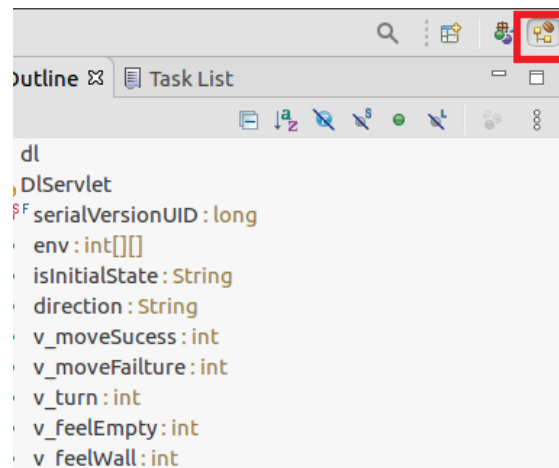 Outline Task List
dl
DlServlet
serialVersionUID : long
env : int[][]
isInitialState : String
direction : String
v_moveSucess : int
v_moveFailture : int
v_turn : int
v_feelEmpty : int
v_feelWall : int